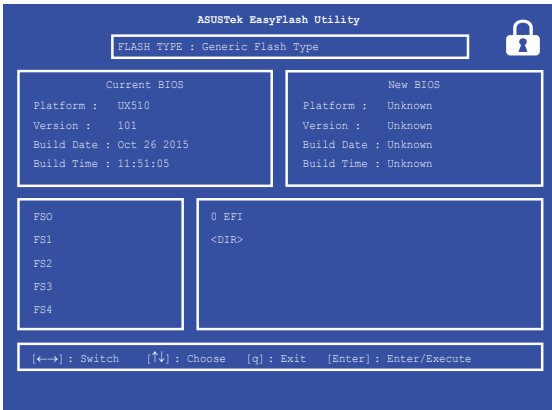 ASUSTek EasyFlash Utility
FLASH TYPE : Generic Flash Type
Current BIOS
Platform : UX510
Version : 101
Build Date : Oct 26 2015
Build Time : 11:51:05
New BIOS
Platform : Unknown
Version : Unknown
Build Date : Unknown
Build Time : Unknown
FSO
FS1
FS2
FS3
FS4
0 EFI
<DIR>
[←→] : Switch [↑↓] : Choose [q] : Exit [Enter] : Enter/Execute